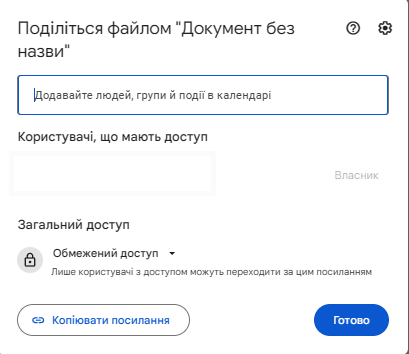 Поділіться файлом "Документ без
назви"
Додавайте людей, групи й події в календарі
Користувачі, що мають доступ
Власник
Загальний доступ
Обмежений доступ
Лише користувачі з доступом можуть переходити за цим посиланням
Копіювати посилання
Готово